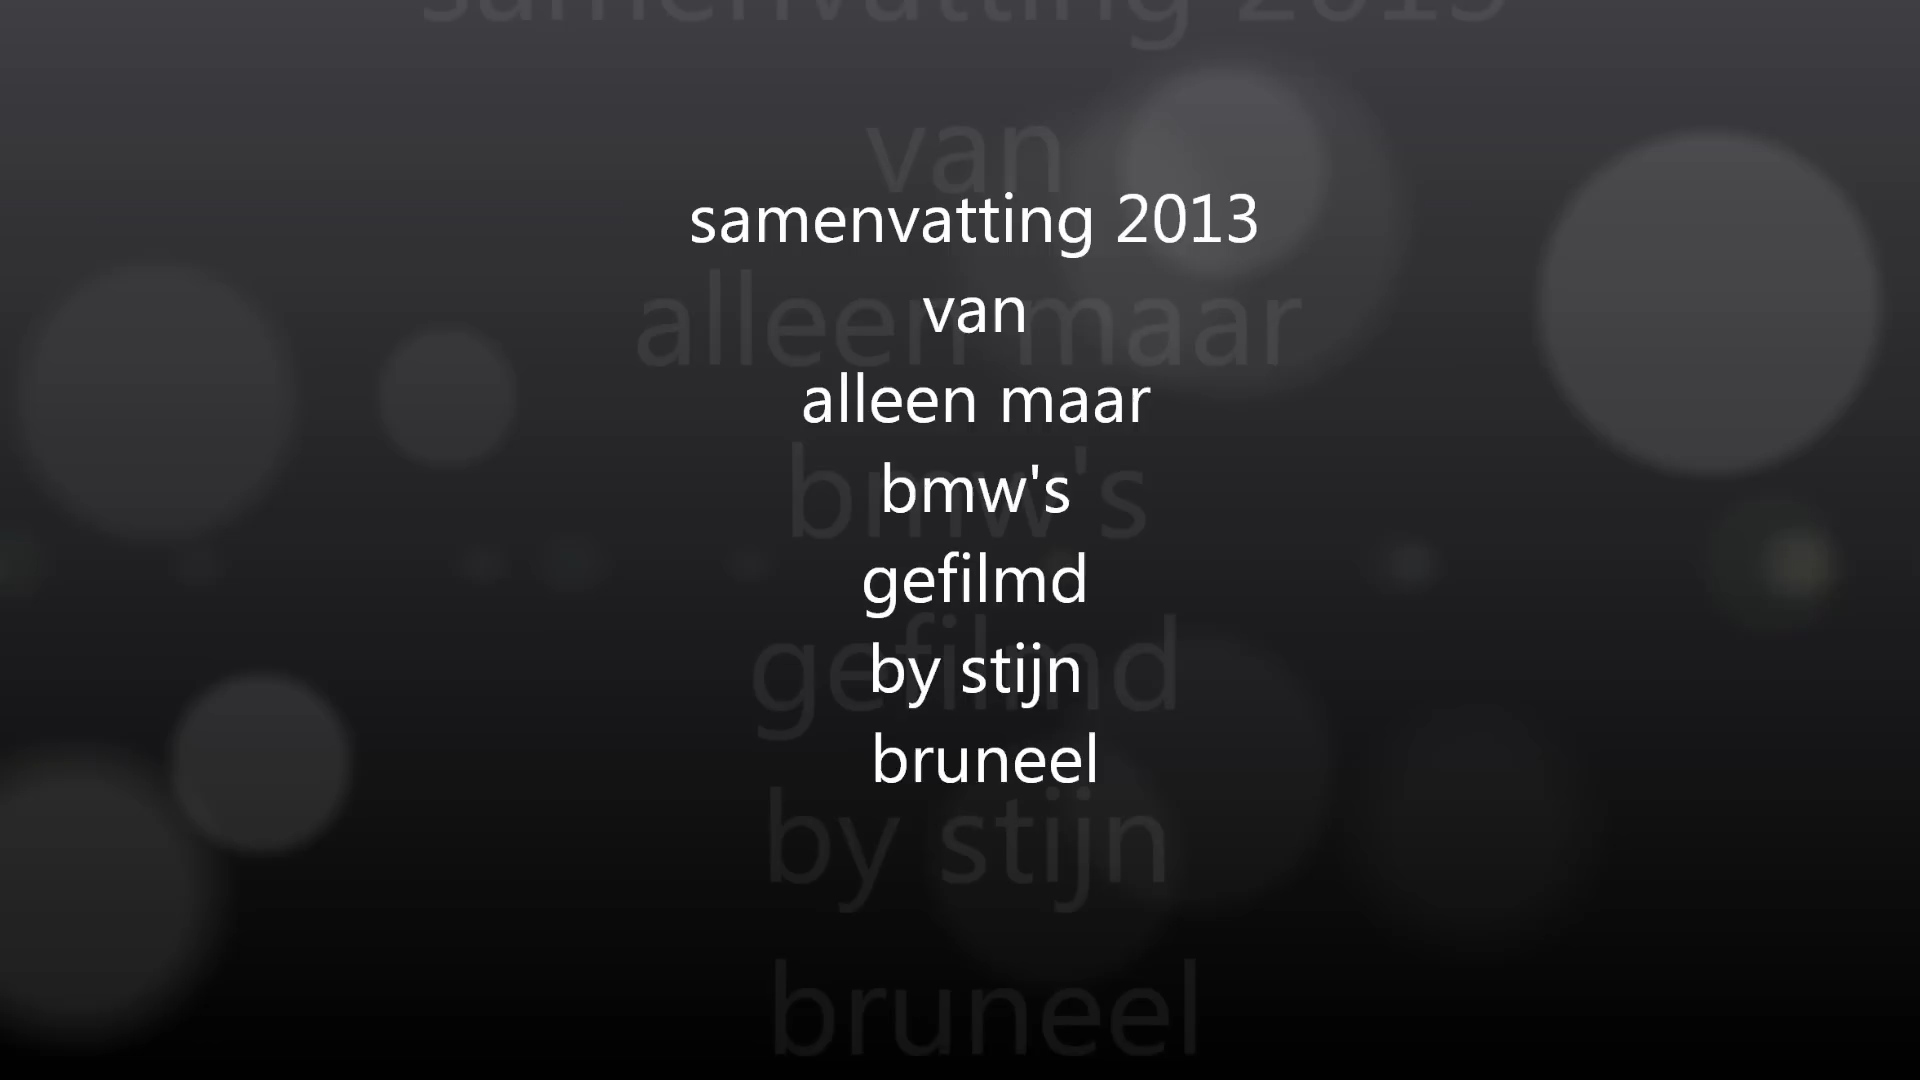 samenvatting 2013
van
alleen maar
bmw's
gefilmd
by stijn
bruneel